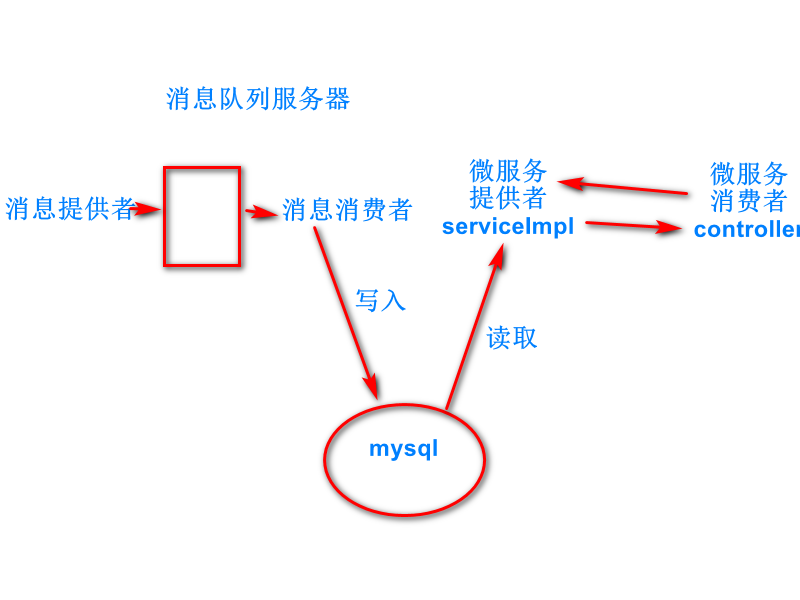 消息队列服务器
消息提供者
消息消费者
微服务
提供者
serviceImpl
微服务
消费者
controller
写入
读取
mysql